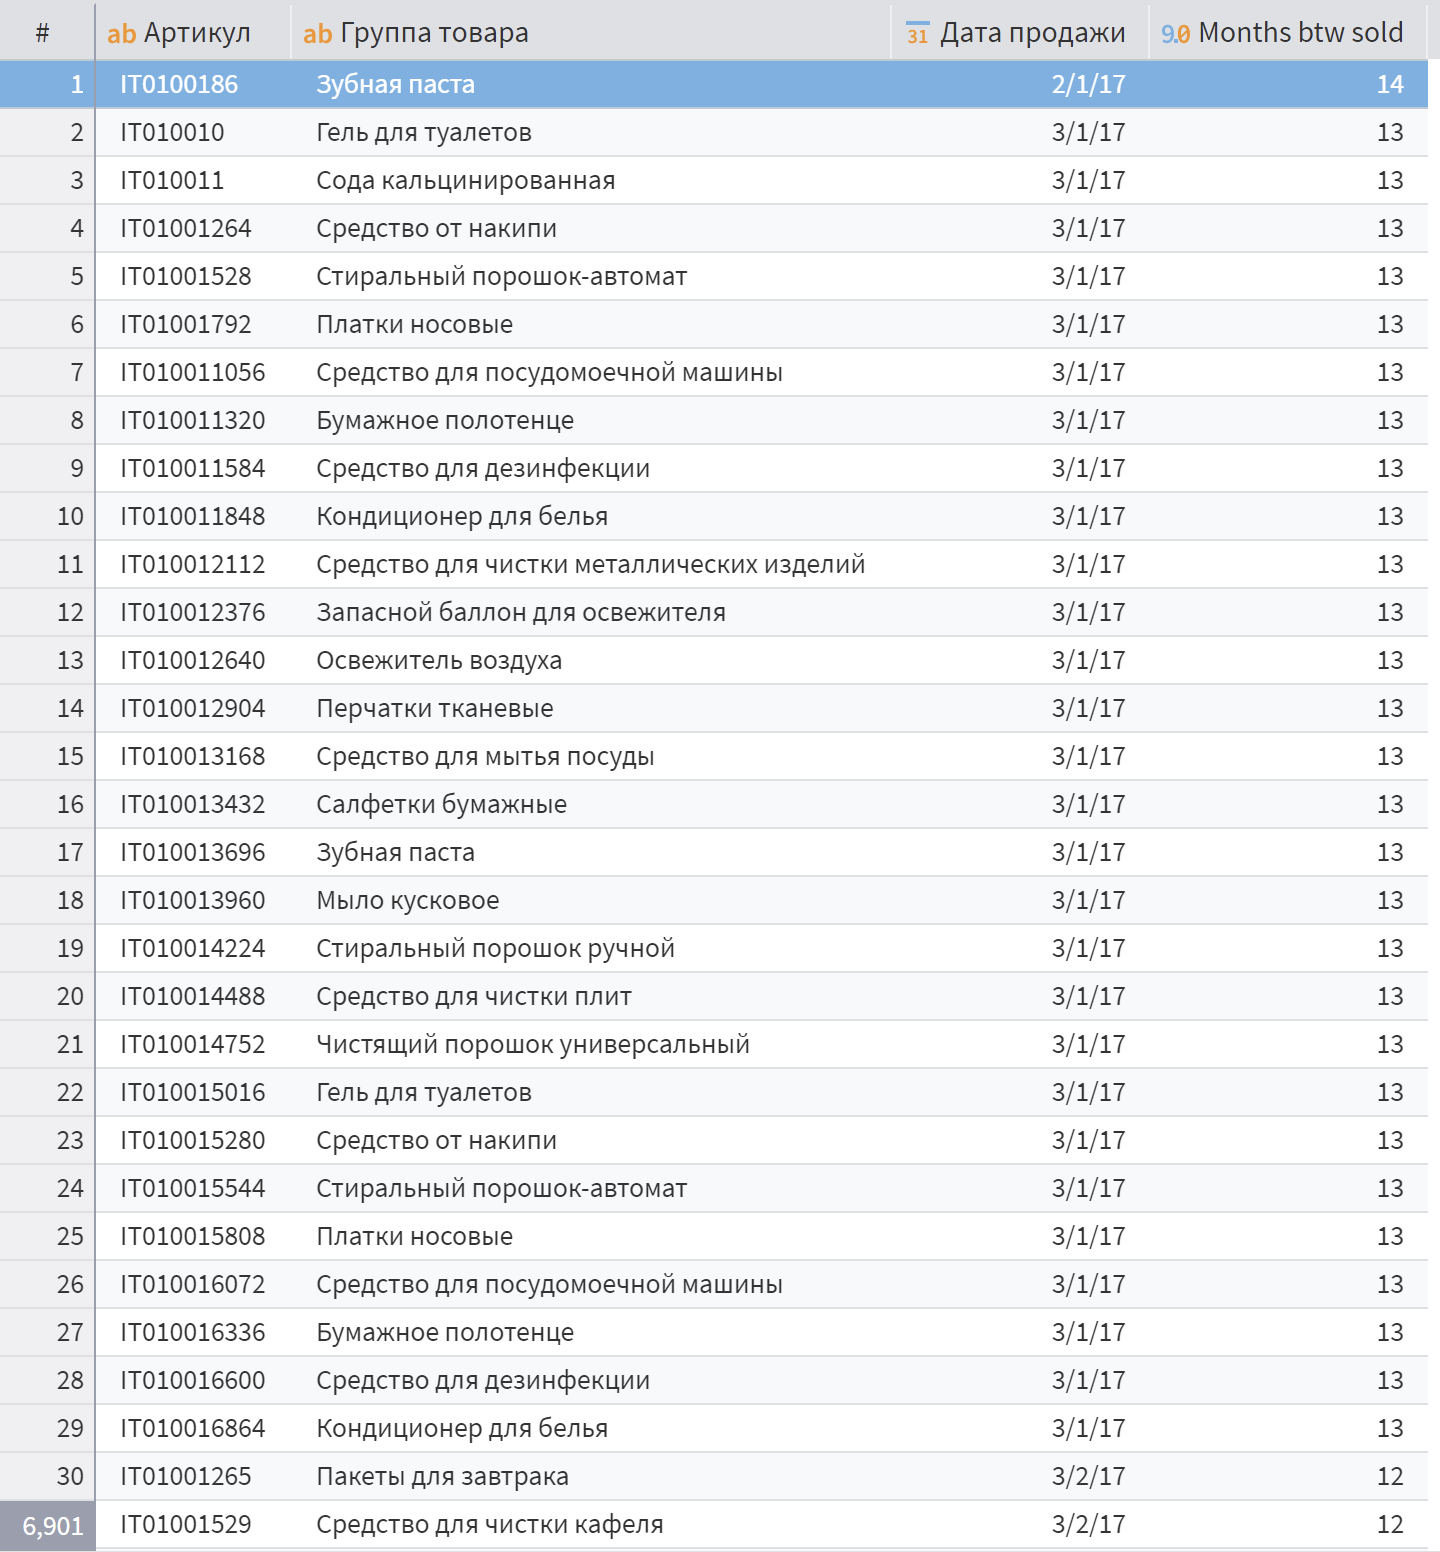 # ab Артикул ab Группа товара 31 Дата продажи 9.0 Months btw sold
1 IT0100186 Зубная паста 2/1/17 14
2 IT010010 Гель для туалетов 3/1/17 13
3 IT010011 Сода кальцинированная 3/1/17 13
4 IT01001264 Средство от накипи 3/1/17 13
5 IT01001528 Стиральный порошок-автомат 3/1/17 13
6 IT01001792 Платки носовые 3/1/17 13
7 IT010011056 Средство для посудомоечной машины 3/1/17 13
8 IT010011320 Бумажное полотенце 3/1/17 13
9 IT010011584 Средство для дезинфекции 3/1/17 13
10 IT010011848 Кондиционер для белья 3/1/17 13
11 IT010012112 Средство для чистки металлических изделий 3/1/17 13
12 IT010012376 Запасной баллон для освежителя 3/1/17 13
13 IT010012640 Освежитель воздуха 3/1/17 13
14 IT010012904 Перчатки тканевые 3/1/17 13
15 IT010013168 Средство для мытья посуды 3/1/17 13
16 IT010013432 Салфетки бумажные 3/1/17 13
17 IT010013696 Зубная паста 3/1/17 13
18 IT010013960 Мыло кусковое 3/1/17 13
19 IT010014224 Стиральный порошок ручной 3/1/17 13
20 IT010014488 Средство для чистки плит 3/1/17 13
21 IT010014752 Чистящий порошок универсальный 3/1/17 13
22 IT010015016 Гель для туалетов 3/1/17 13
23 IT010015280 Средство от накипи 3/1/17 13
24 IT010015544 Стиральный порошок-автомат 3/1/17 13
25 IT010015808 Платки носовые 3/1/17 13
26 IT010016072 Средство для посудомоечной машины 3/1/17 13
27 IT010016336 Бумажное полотенце 3/1/17 13
28 IT010016600 Средство для дезинфекции 3/1/17 13
29 IT010016864 Кондиционер для белья 3/1/17 13
30 IT01001265 Пакеты для завтрака 3/2/17 12
6,901 IT01001529 Средство для чистки кафеля 3/2/17 12